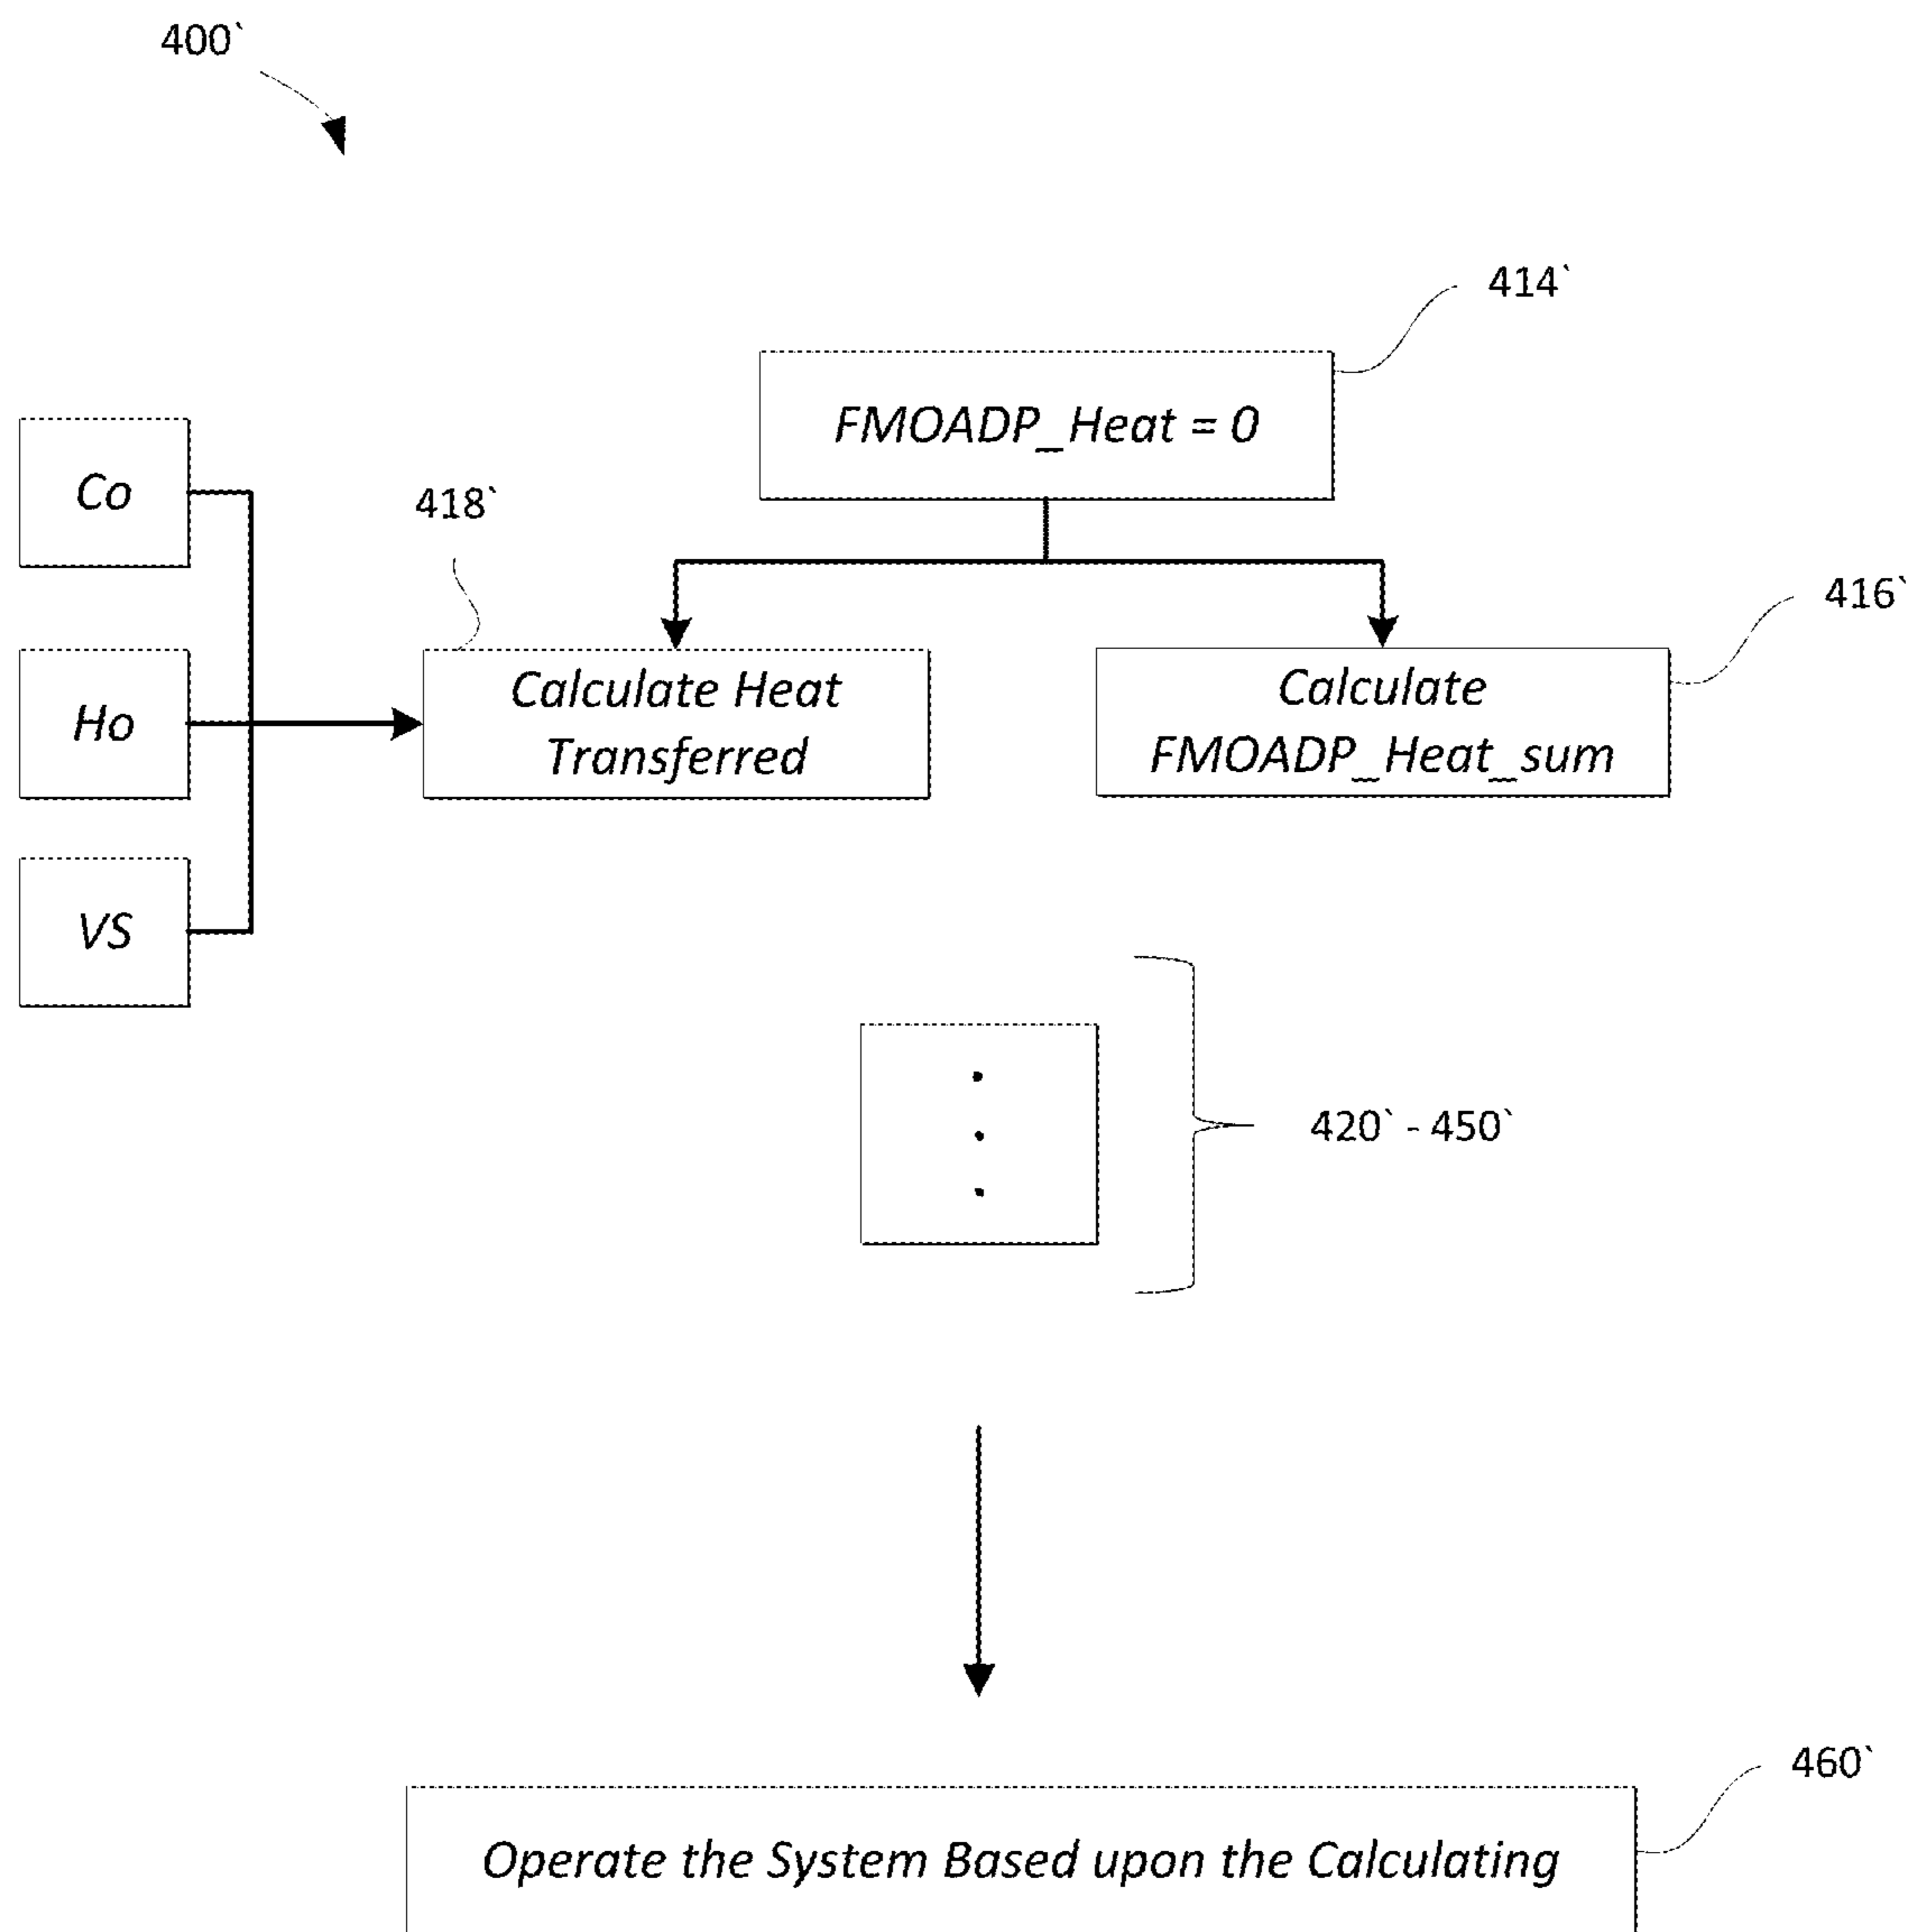 400`
414`
FMOADP_Heat = 0
Co
418`
416`
Calculate Heat
Transferred
Calculate
FMOADP_Heat_sum
Ho
VS
420` - 450`
460`
Operate the System Based upon the Calculating